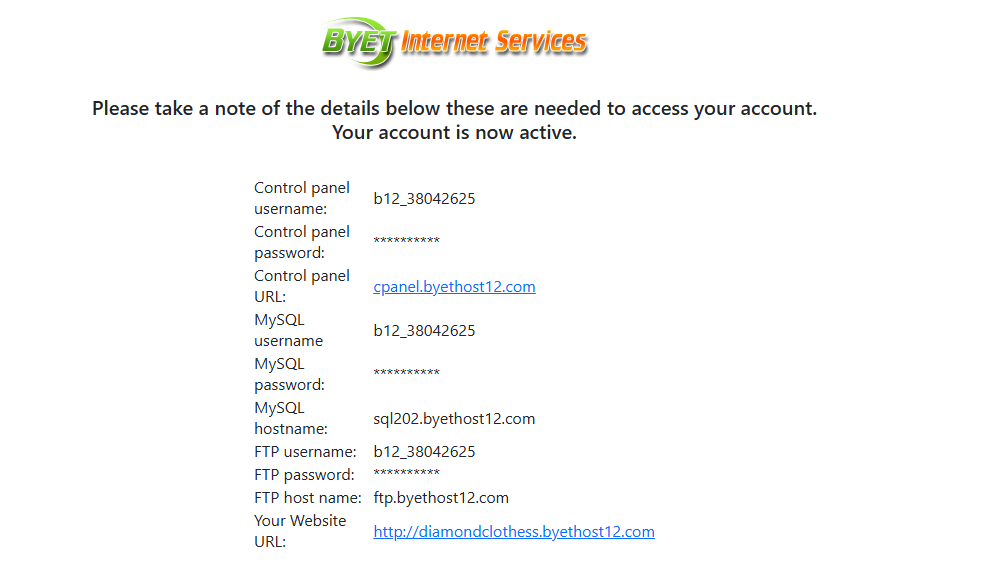 BYET Internet Services
Please take a note of the details below these are needed to access your account.
Your account is now active.
Control panel
username:
b12_38042625
Control panel
password:
**********
Control panel
URL:
cpanel.byethost12.com
MySQL
username
b12_38042625
MySQL
password:
**********
MySQL
hostname:
sql202.byethost12.com
FTP username: b12_38042625
FTP password: **********
FTP host name: ftp.byethost12.com
Your Website
URL:
http://diamondclothess.byethost12.com